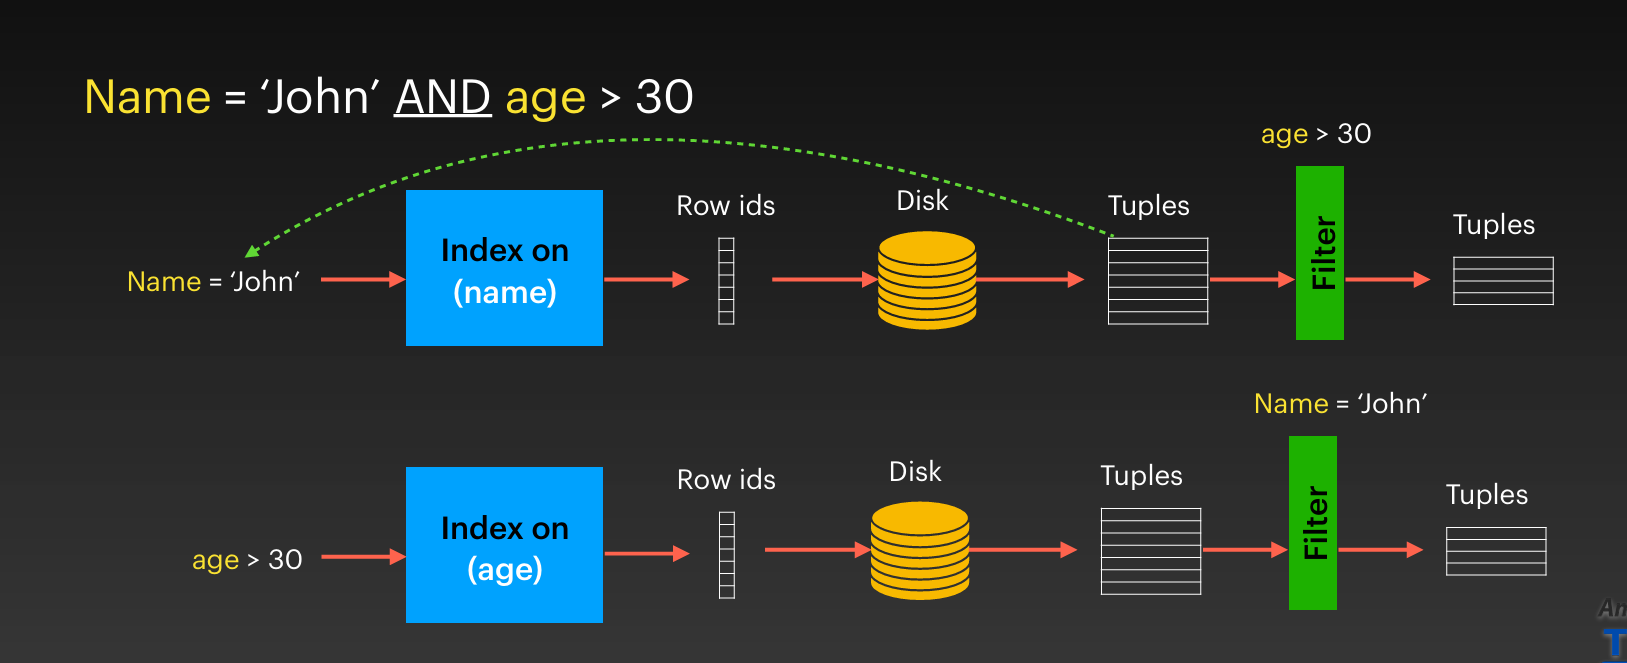 Name = ‘John’ AND age > 30
age > 30
Name = ‘John’
Index on
(name)
Row ids
Disk
Tuples
Filter
Tuples
Name = ‘John’
age > 30
Index on
(age)
Row ids
Disk
Tuples
Filter
Tuples